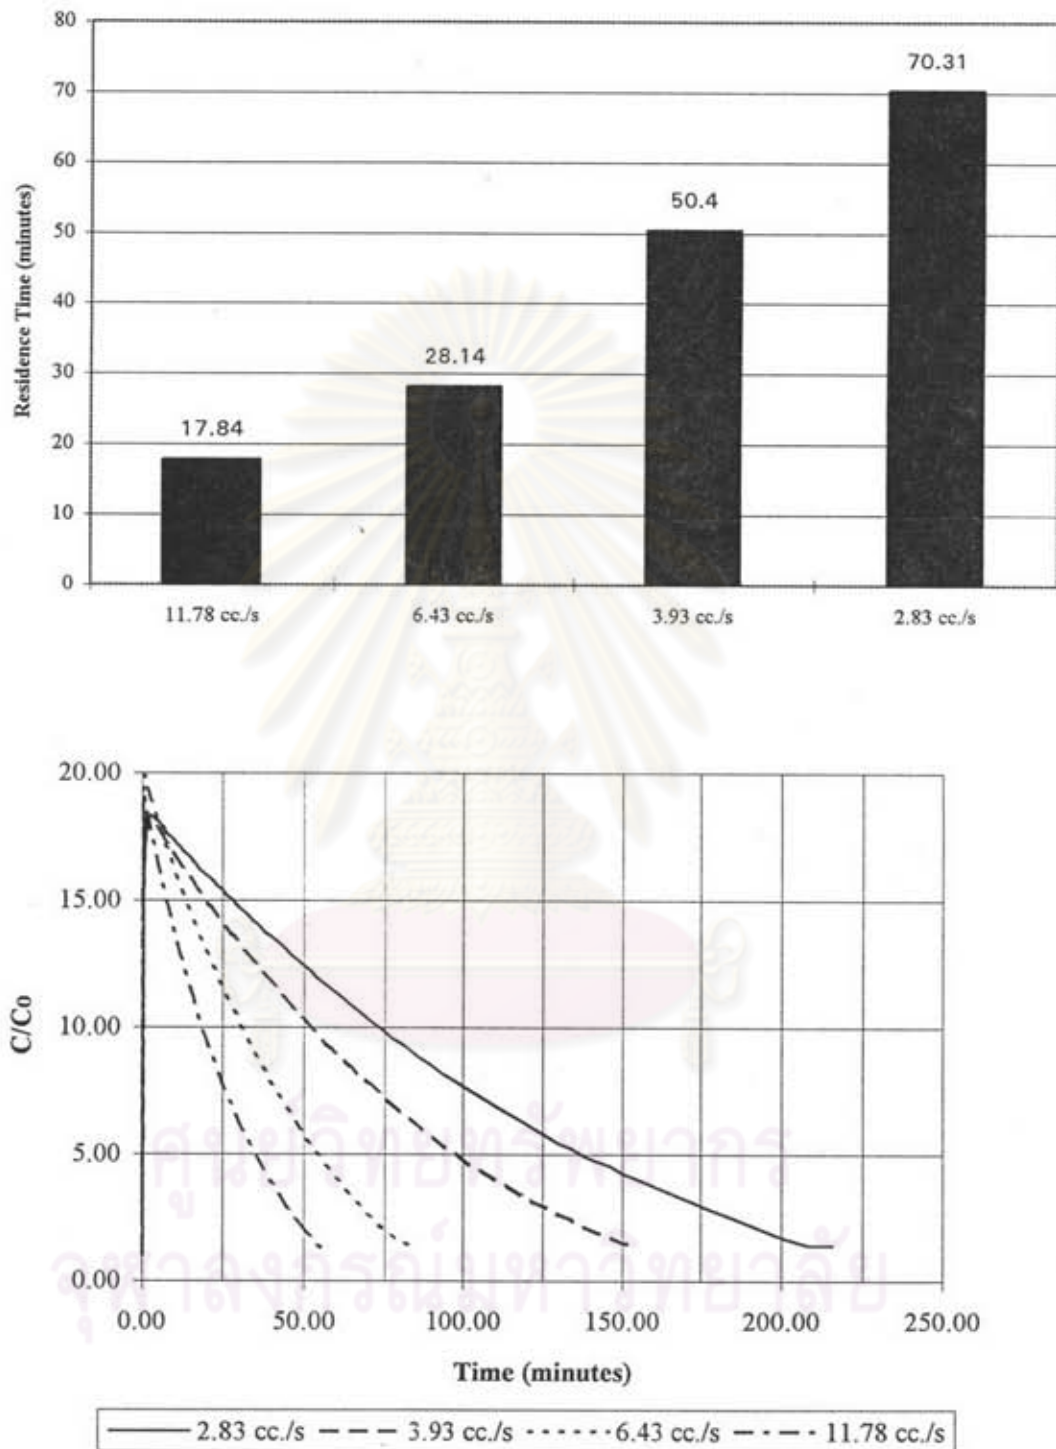 80
70.31
70
60
50.4
50
40
28.14
30
17.84
20
10
0
Residence Time (minutes)
11.78 cc./s 6.43 cc./s 3.93 cc./s 2.83 cc./s
20.00
15.00
10.00
5.00
0.00
C/Co
ศูนย์วิทยทรัพยากร
จุฬาลงกรณ์มหาวิทยาลัย
0.00 50.00 100.00 150.00 200.00 250.00
Time (minutes)
2.83 cc./s 3.93 cc./s 6.43 cc./s 11.78 cc./s